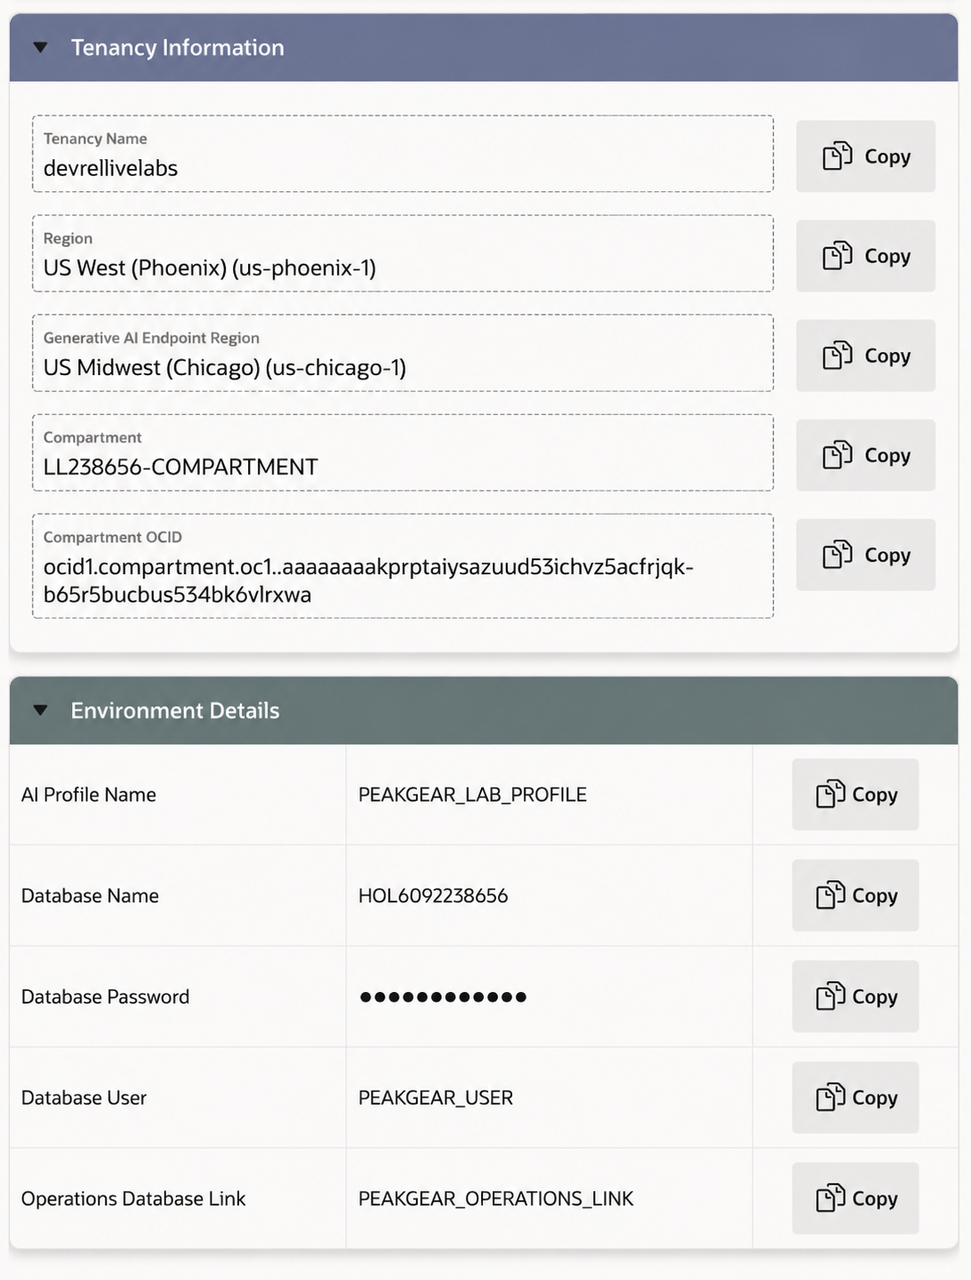 Tenancy Information
Tenancy Name
devrellivelabs
Copy
Region
US West (Phoenix) (us-phoenix-1)
Copy
Generative AI Endpoint Region
US Midwest (Chicago) (us-chicago-1)
Copy
Compartment
LL238656-COMPARTMENT
Copy
Compartment OCID
ocid1.compartment.oc1..aaaaaaaakprptaiysazuud53ichvz5acfrjqk-
b65r5bucbus534bk6vlrxwa
Copy
Environment Details
AI Profile Name PEAKGEAR_LAB_PROFILE Copy
Database Name HOL6092238656 Copy
Database Password ●●●●●●●●●●●● Copy
Database User PEAKGEAR_USER Copy
Operations Database Link PEAKGEAR_OPERATIONS_LINK Copy